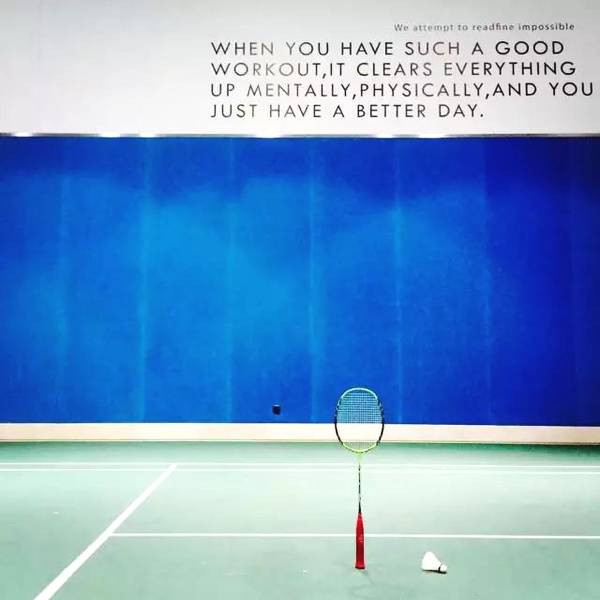 We attempt to readfine impossible
WHEN YOU HAVE SUCH A GOOD
WORKOUT,IT CLEARS EVERYTHING
UP MENTALLY,PHYSICALLY,AND YOU
JUST HAVE A BETTER DAY.